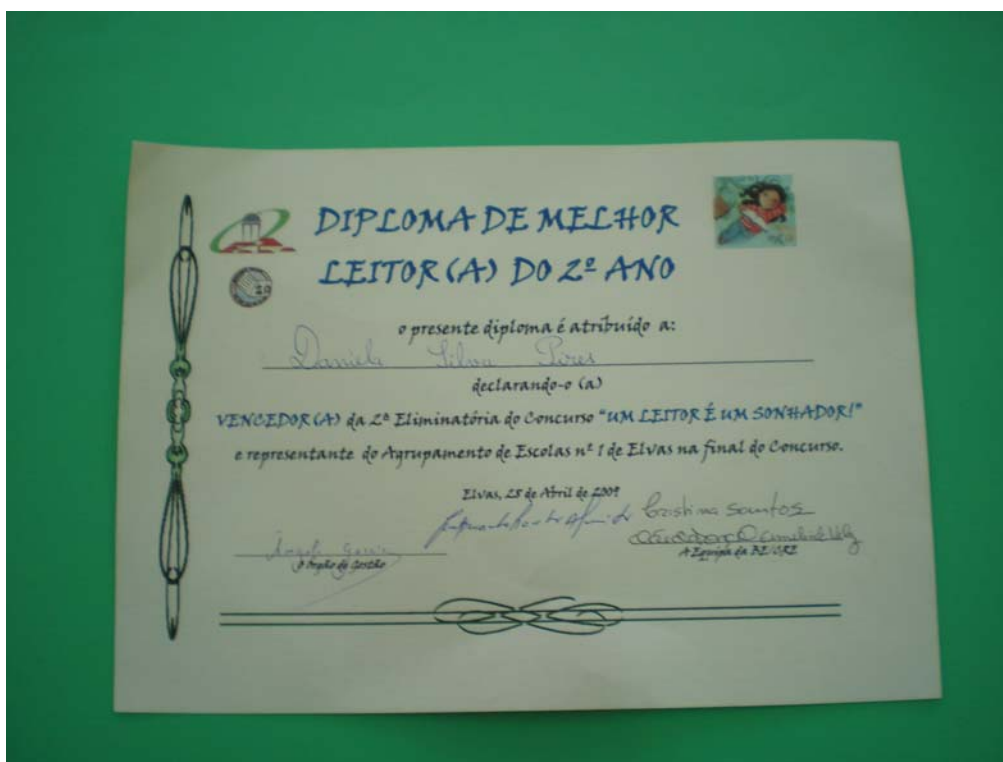 DIPLOMA DE MELHOR
LEITOR(A) DO 2º ANO
o presente diploma é atribuído a:
Daniela Silva Pires
declarando-o (a)
VENCEDOR(A) da 2ª Eliminatória do Concurso "UM LEITOR É UM SONHADOR!"
e representante do Agrupamento de Escolas nº 1 de Elvas na final do Concurso.
Elvas, 28 de Abril de 2009
Cristina Santos
O Orgão de Gestão
A Equipa da BE/CRE